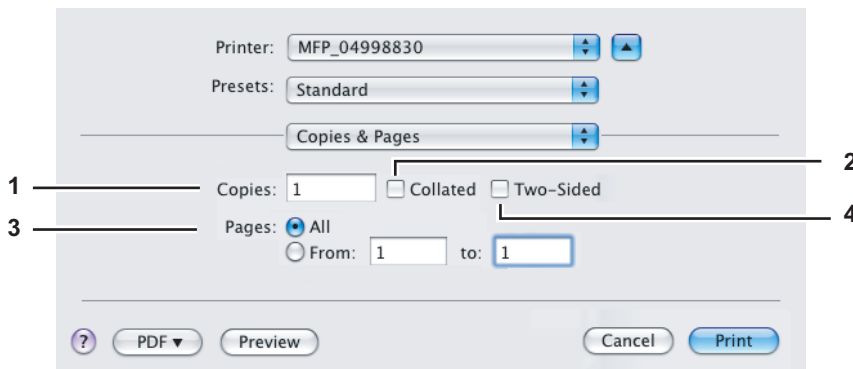 Printer: MFP_04998830
Presets: Standard
Copies & Pages
2
1 Copies: 1 Collated Two-Sided
4
3 Pages: All
From: 1 to: 1
? PDF▼ Preview Cancel Print